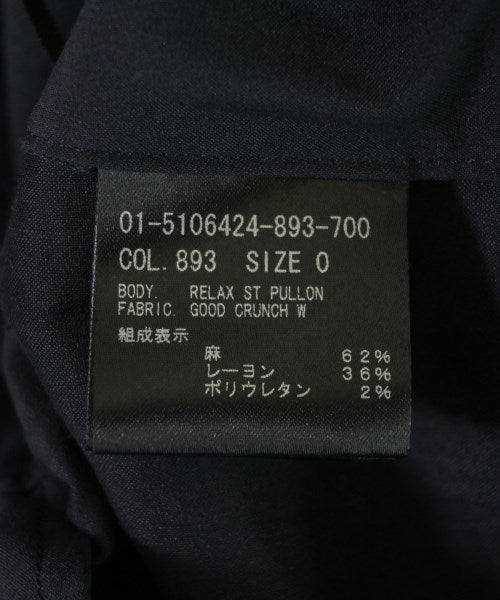 01-5106424-893-700
COL. 893 SIZE 0
BODY. RELAX ST PULLON
FABRIC. GOOD CRUNCH W
組成表示
麻 62%
レーヨン 36%
ポリウレタン 2%